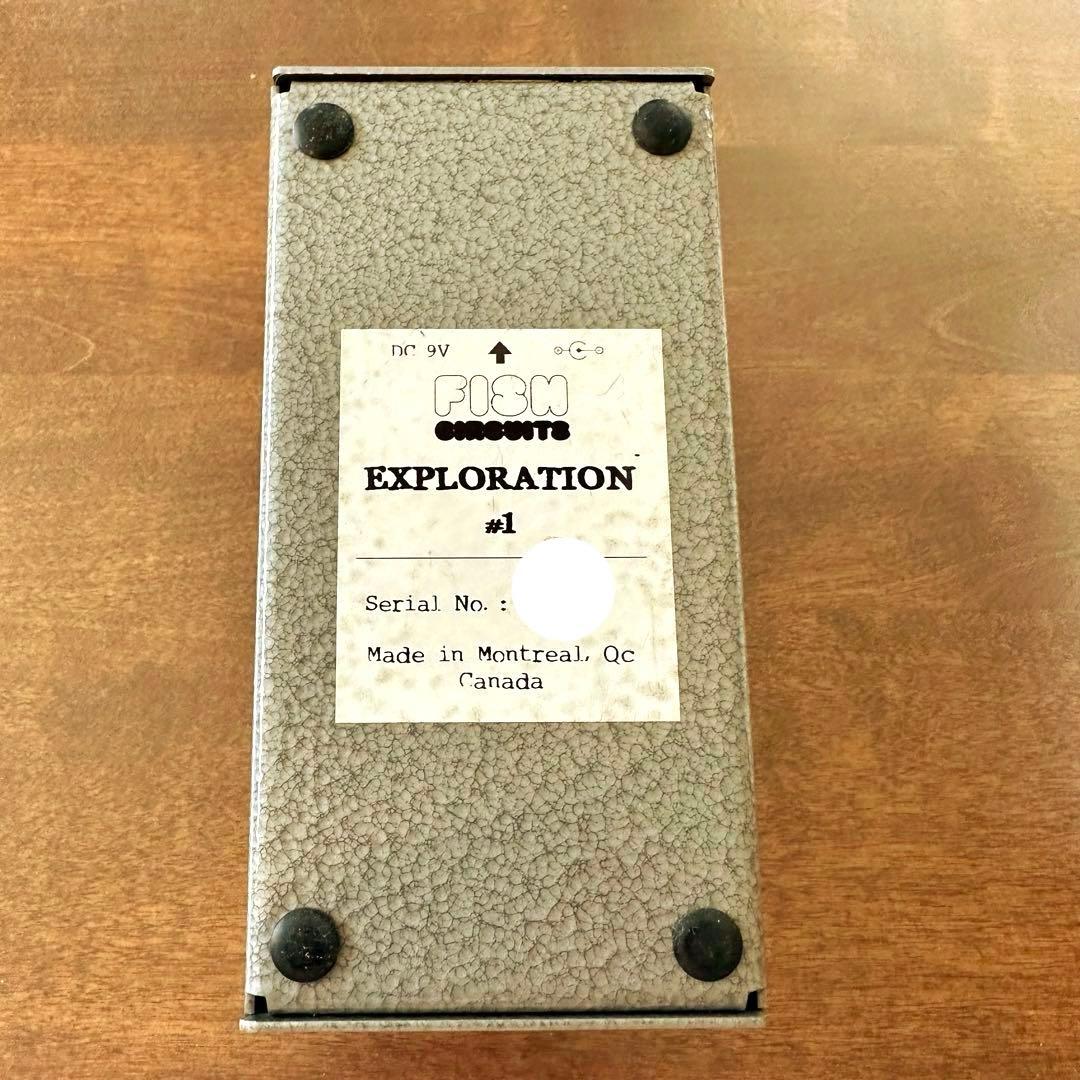 DC 9V
FISH
CIRCUITS
EXPLORATION
#1
Serial No. :
Made in Montreal, Qc
Canada